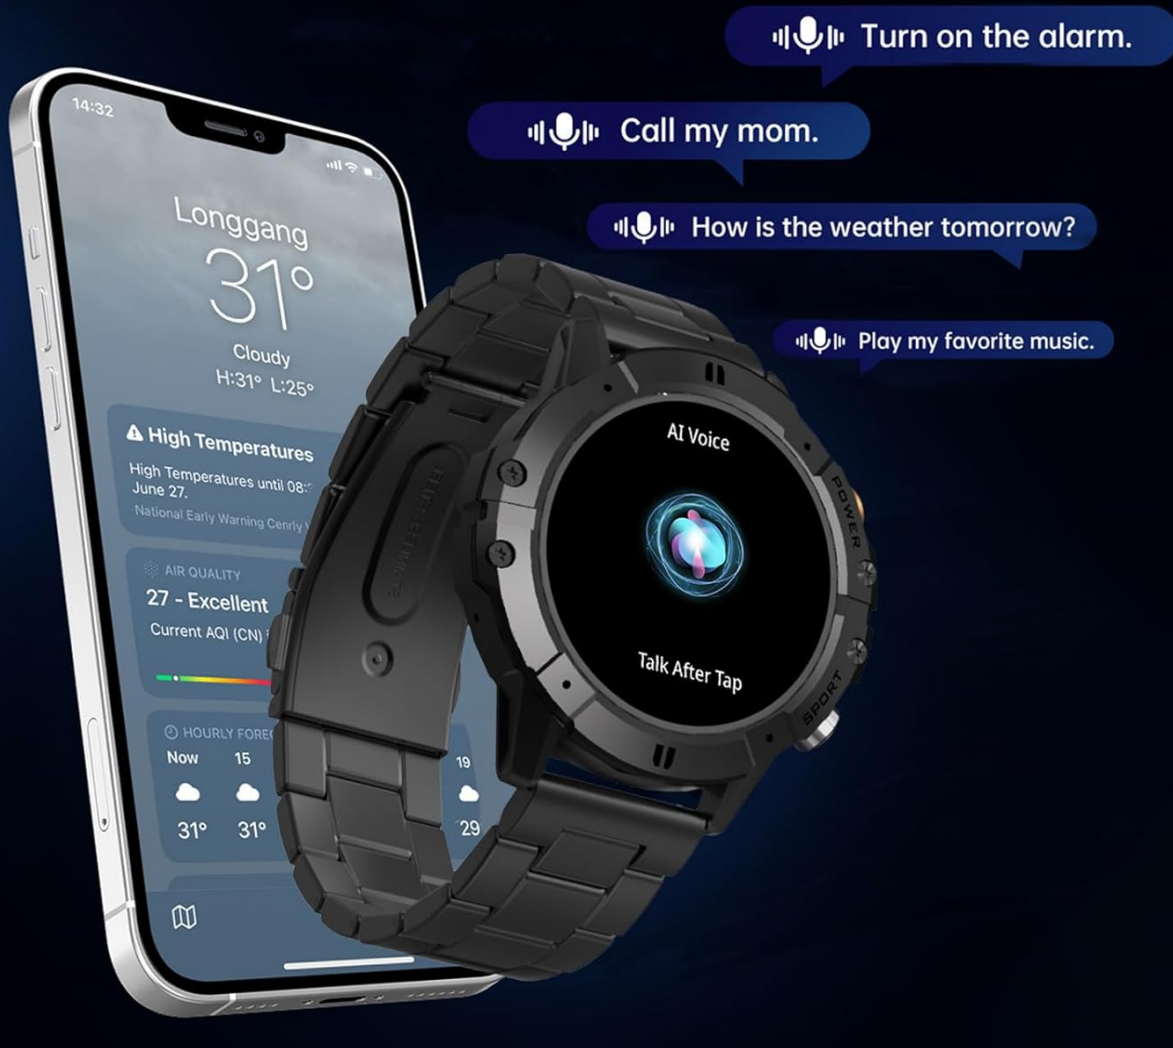 Turn on the alarm.
Call my mom.
How is the weather tomorrow?
Play my favorite music.
14:32
Longgang
31°
Cloudy
H:31° L:25°
High Temperatures
High Temperatures until 08:
June 27.
National Early Warning
AIR QUALITY
27 - Excellent
Current AQI (CN)
HOURLY FORE
Now 15 19
31° 31° 29
AI Voice
Talk After Tap
POWER
SPORT